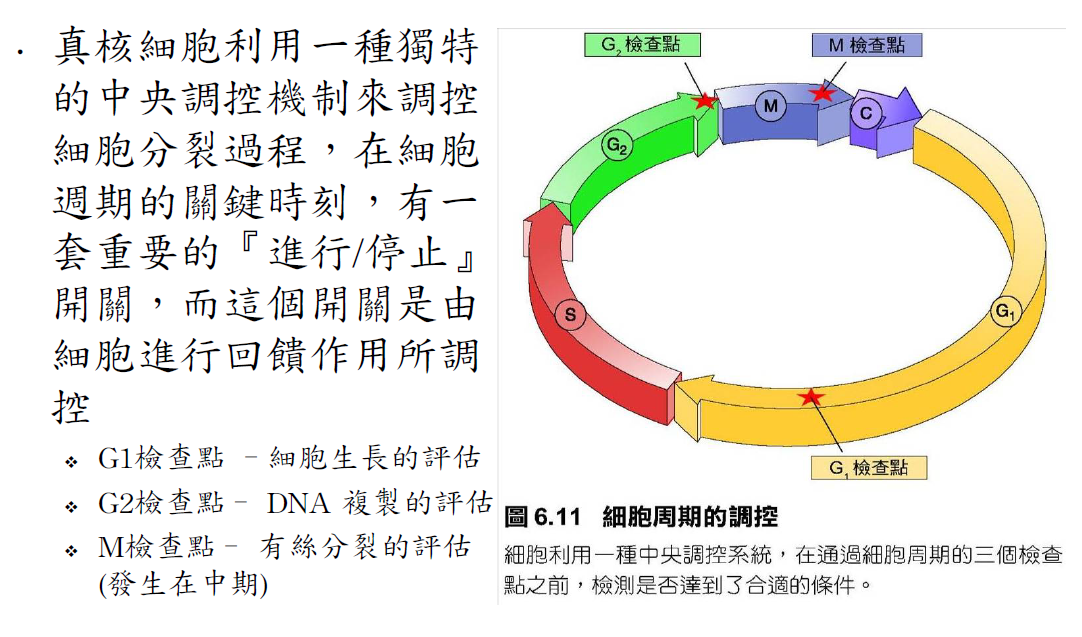 · 真核細胞利用一種獨特
的中央調控機制來調控
細胞分裂過程，在細胞
週期的關鍵時刻，有一
套重要的『進行/停止』
開關，而這個開關是由
細胞進行回饋作用所調
控
❖ G1檢查點 –細胞生長的評估
❖ G2檢查點– DNA 複製的評估
❖ M檢查點– 有絲分裂的評估
(發生在中期)
G₂檢查點
M 檢查點
M
C
G₂
S
G₁
G₁檢查點
圖 6.11 細胞周期的調控
細胞利用一種中央調控系統，在通過細胞周期的三個檢查
點之前，檢測是否達到了合適的條件。